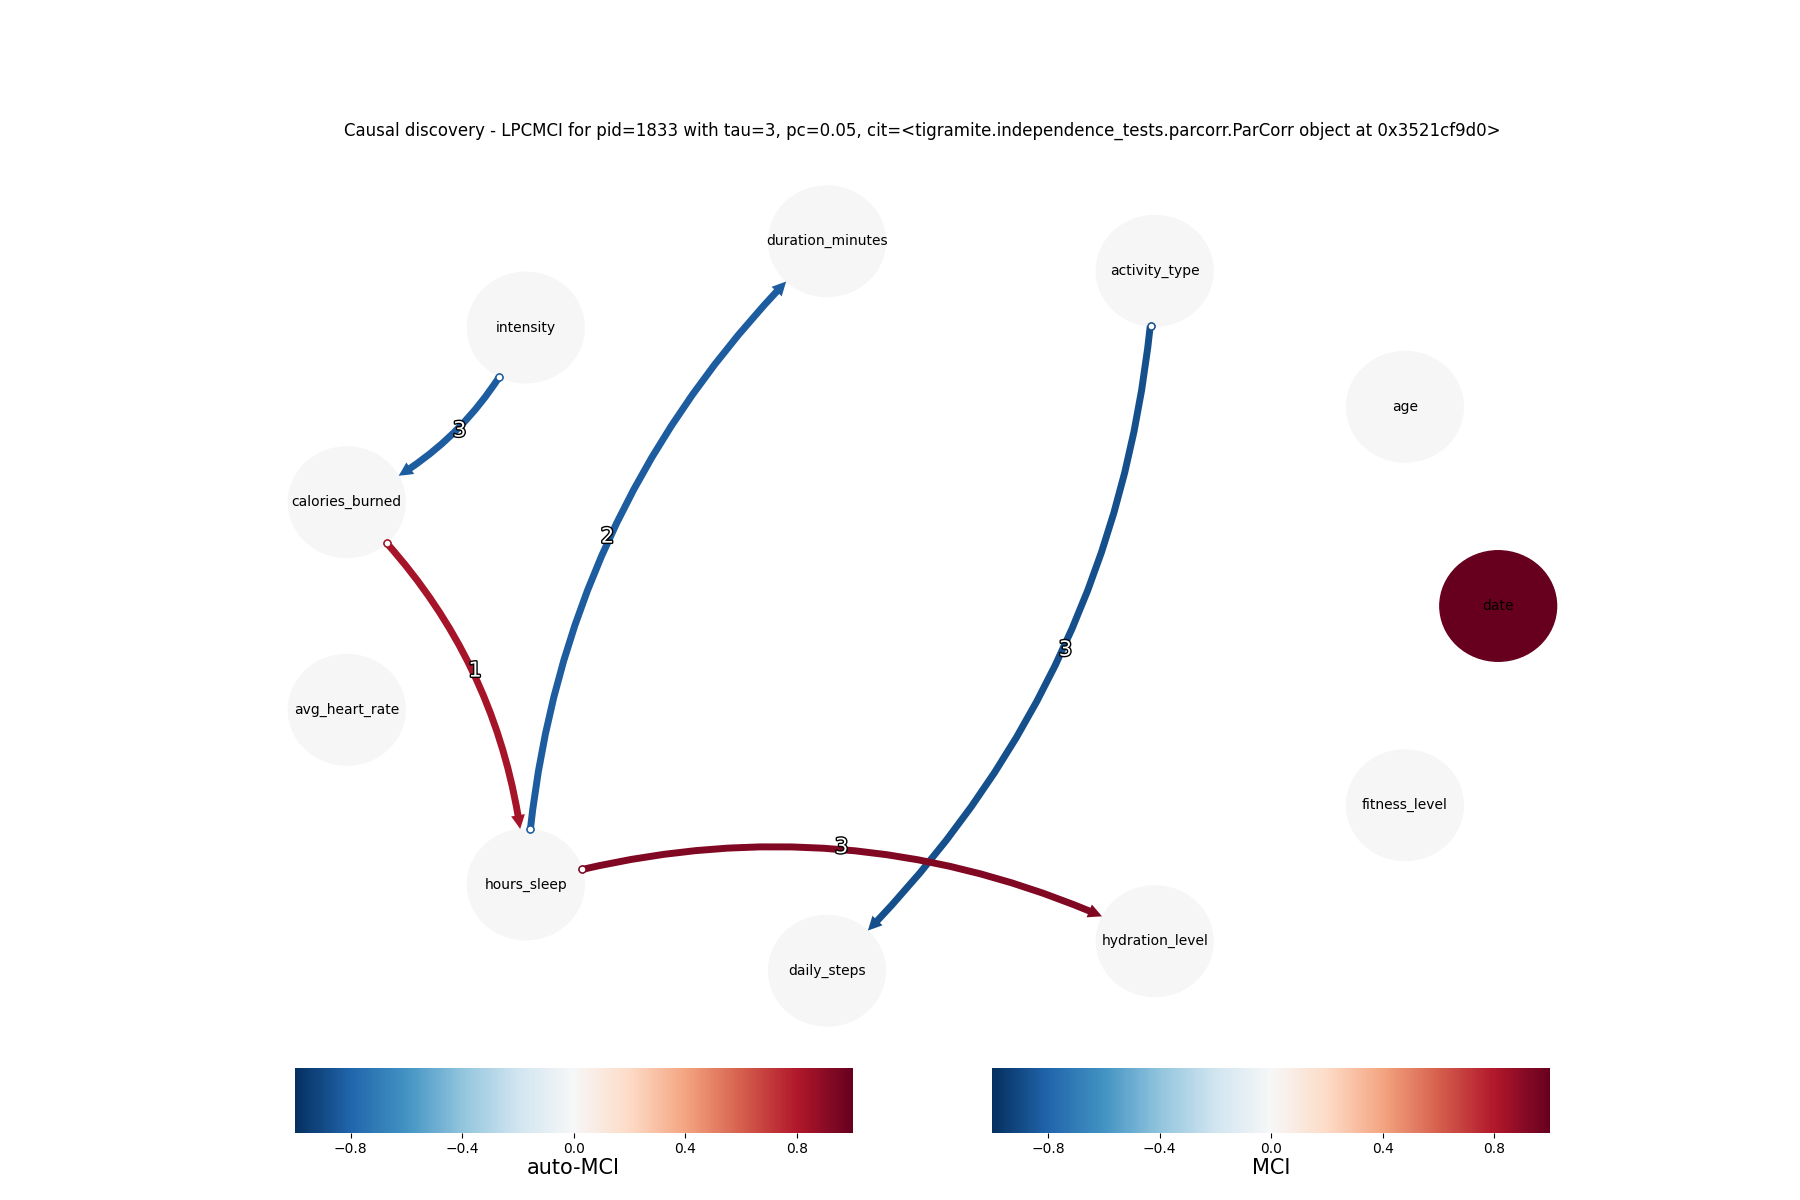 Causal discovery - LPCMCI for pid=1833 with tau=3, pc=0.05, cit=<tigramite.independence_tests.parcorr.ParCorr object at 0x3521cf9d0>
duration_minutes
activity_type
intensity
age
3
calories_burned
2
date
3
1
avg_heart_rate
fitness_level
3
hours_sleep
hydration_level
daily_steps
−0.8 −0.4 0.0 0.4 0.8
auto-MCI
−0.8 −0.4 0.0 0.4 0.8
MCI